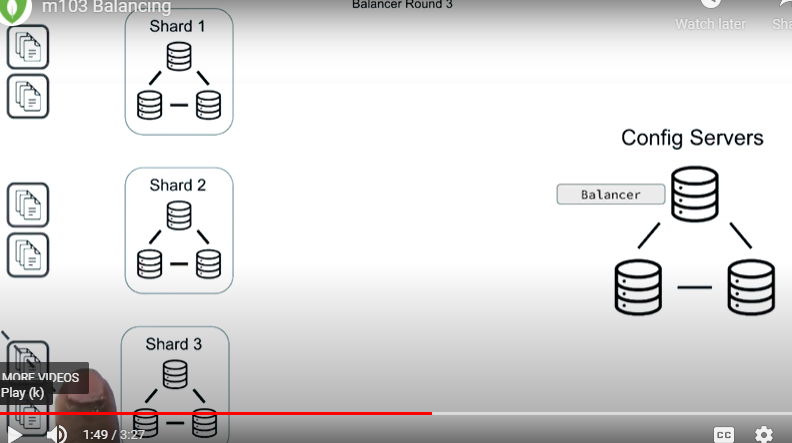 m103 Balancing
Balancer Round 3
Watch later
Sha
Shard 1
Config Servers
Balancer
Shard 2
Shard 3
MORE VIDEOS
Play (k)
1:49 / 3:27
CC